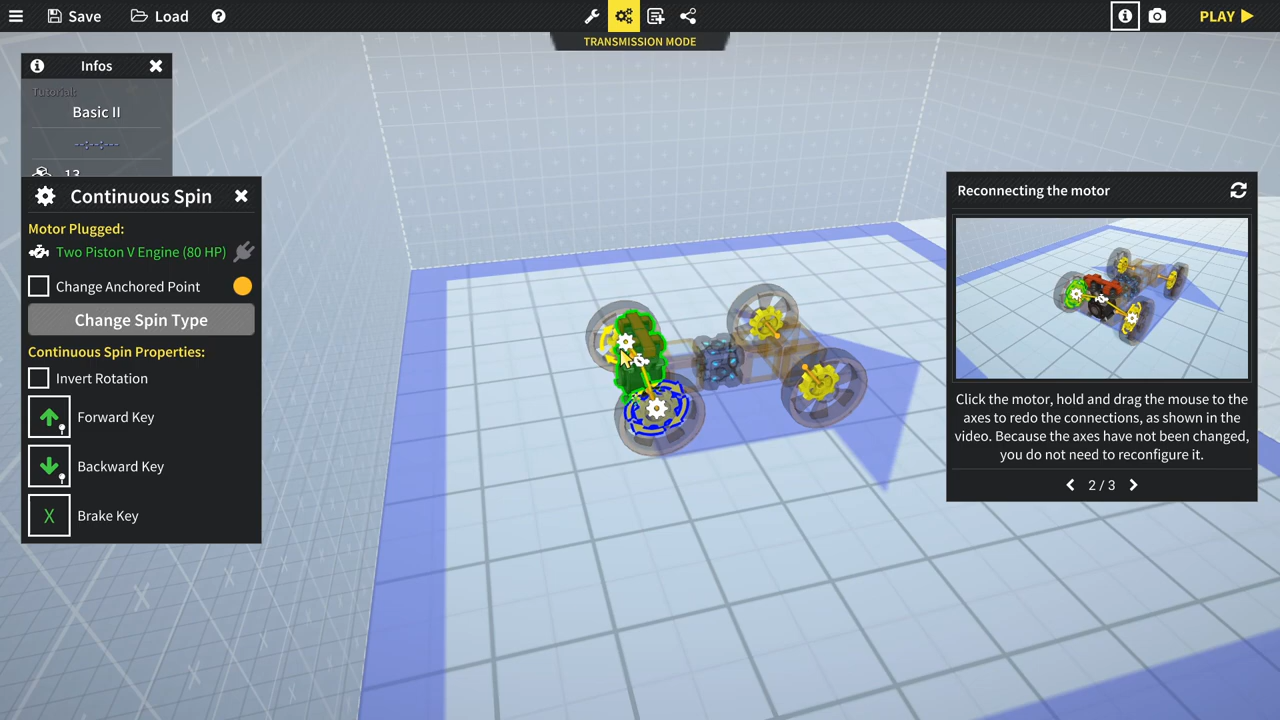 Save
Load
PLAY
TRANSMISSION MODE
Infos
Tutorial:
Basic II
--:--:--
13
Continuous Spin
Motor Plugged:
Two Piston V Engine (80 HP)
Change Anchored Point
Change Spin Type
Continuous Spin Properties:
Invert Rotation
Forward Key
Backward Key
X
Brake Key
Reconnecting the motor
Click the motor, hold and drag the mouse to the
axes to redo the connections, as shown in the
video. Because the axes have not been changed,
you do not need to reconfigure it.
2 / 3